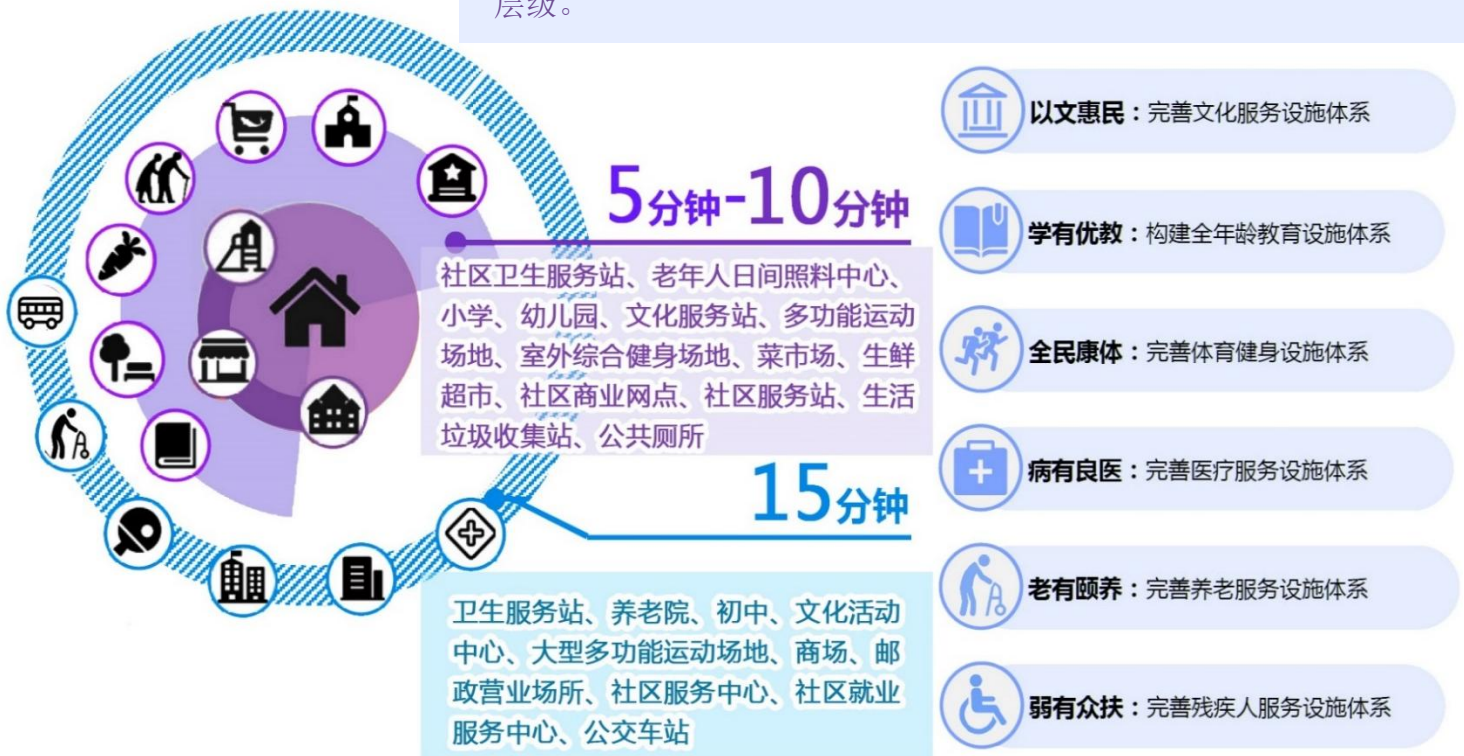 层级。
5分钟-10分钟
社区卫生服务站、老年人日间照料中心、
小学、幼儿园、文化服务站、多功能运动
场地、室外综合健身场地、菜市场、生鲜
超市、社区商业网点、社区服务站、生活
垃圾收集站、公共厕所
15分钟
卫生服务站、养老院、初中、文化活动
中心、大型多功能运动场地、商场、邮
政营业场所、社区服务中心、社区就业
服务中心、公交车站
以文惠民：完善文化服务设施体系
学有优教：构建全年龄教育设施体系
全民康体：完善体育健身设施体系
病有良医：完善医疗服务设施体系
老有颐养：完善养老服务设施体系
弱有众扶：完善残疾人服务设施体系